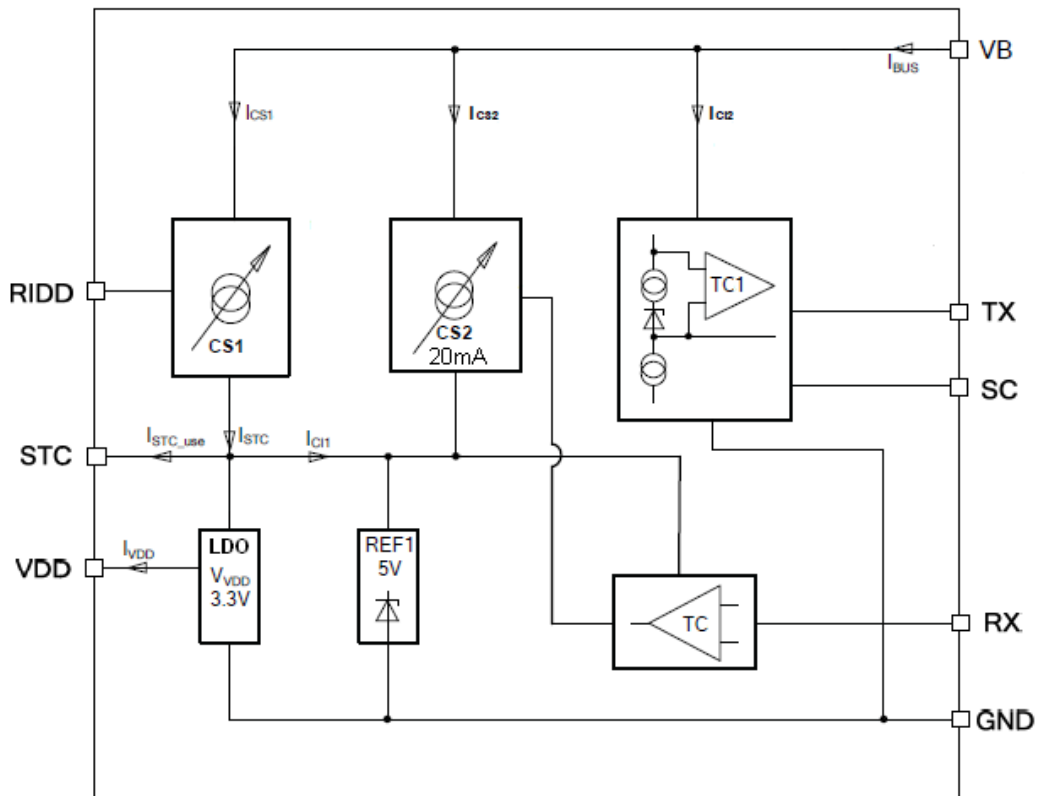 VB
IBUS
ICS1
ICS2
ICI2
RIDD
CS1
CS2
20mA
TC1
TX
SC
STC
ISTC_use
ISTC
ICI1
VDD
IVDD
LDO
VVDD
3.3V
REF1
5V
TC
RX
GND